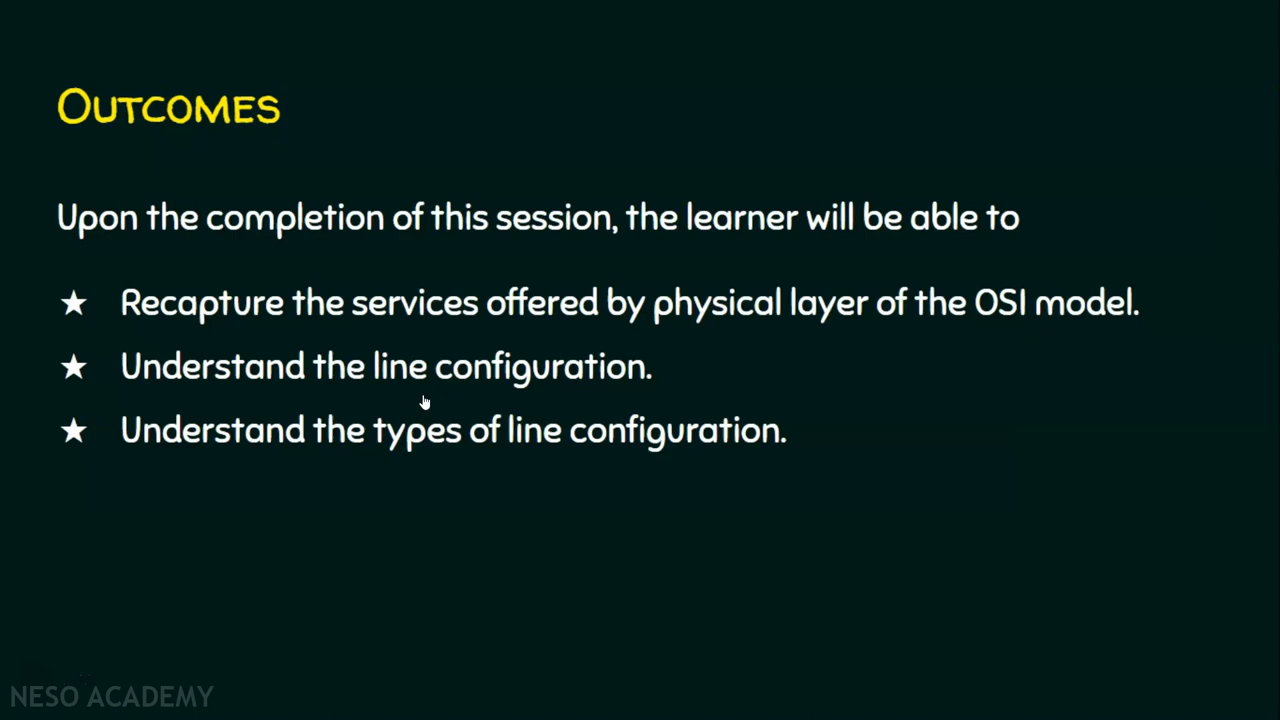 OUTCOMES
Upon the completion of this session, the learner will be able to
★ Recapture the services offered by physical layer of the OSI model.
★ Understand the line configuration.
★ Understand the types of line configuration.
NESO ACADEMY